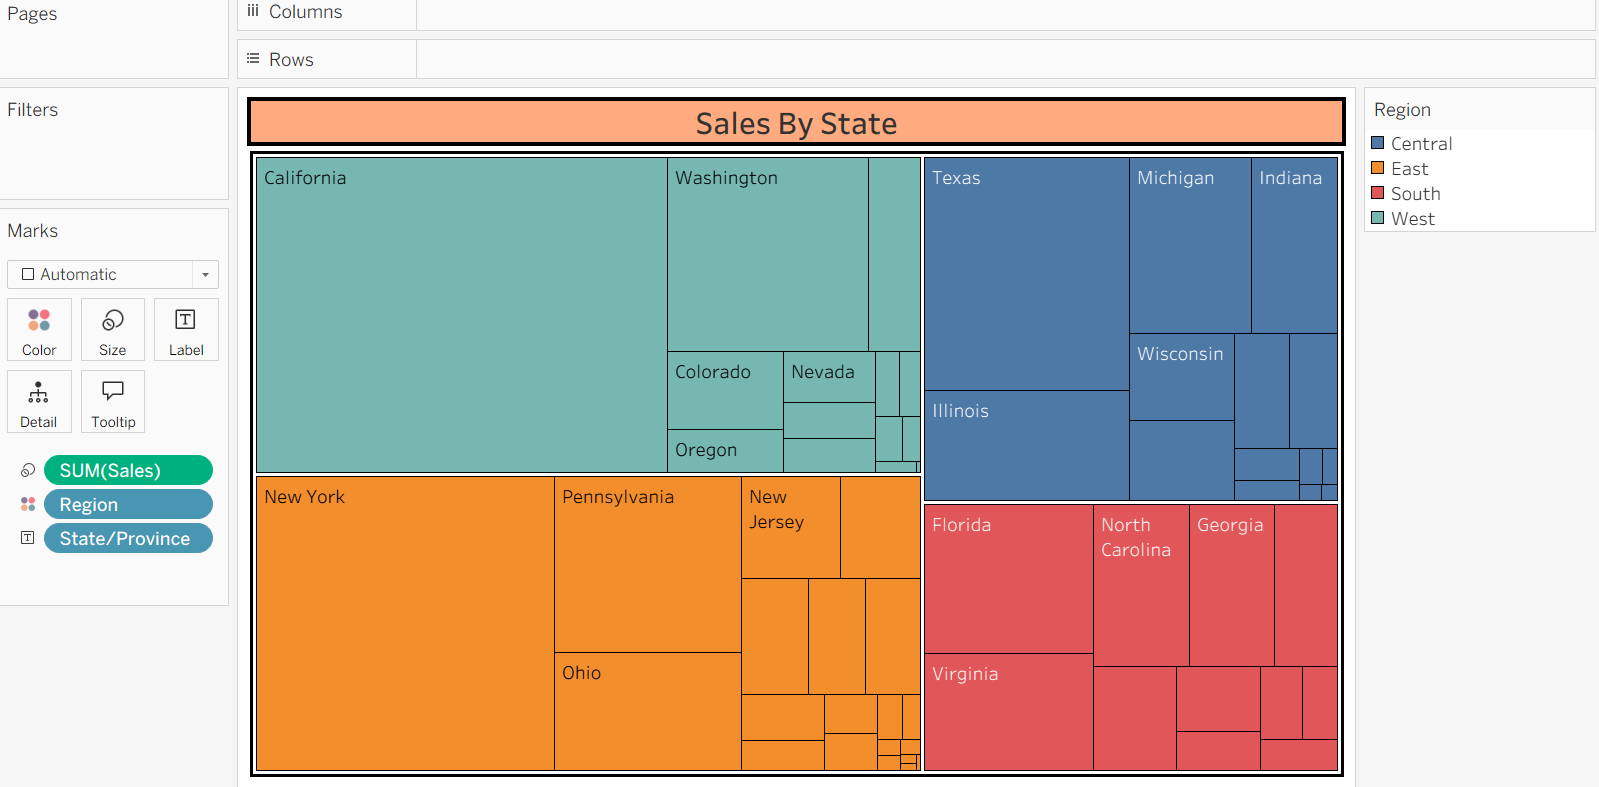 Pages
Columns
Rows
Filters
Marks
Automatic
Color
Size
Label
Detail
Tooltip
SUM(Sales)
Region
State/Province
Sales By State
California
Washington
Colorado
Nevada
Oregon
Texas
Michigan
Indiana
Wisconsin
Illinois
New York
Pennsylvania
New
Jersey
Ohio
Florida
North
Carolina
Georgia
Virginia
Region
Central
East
South
West